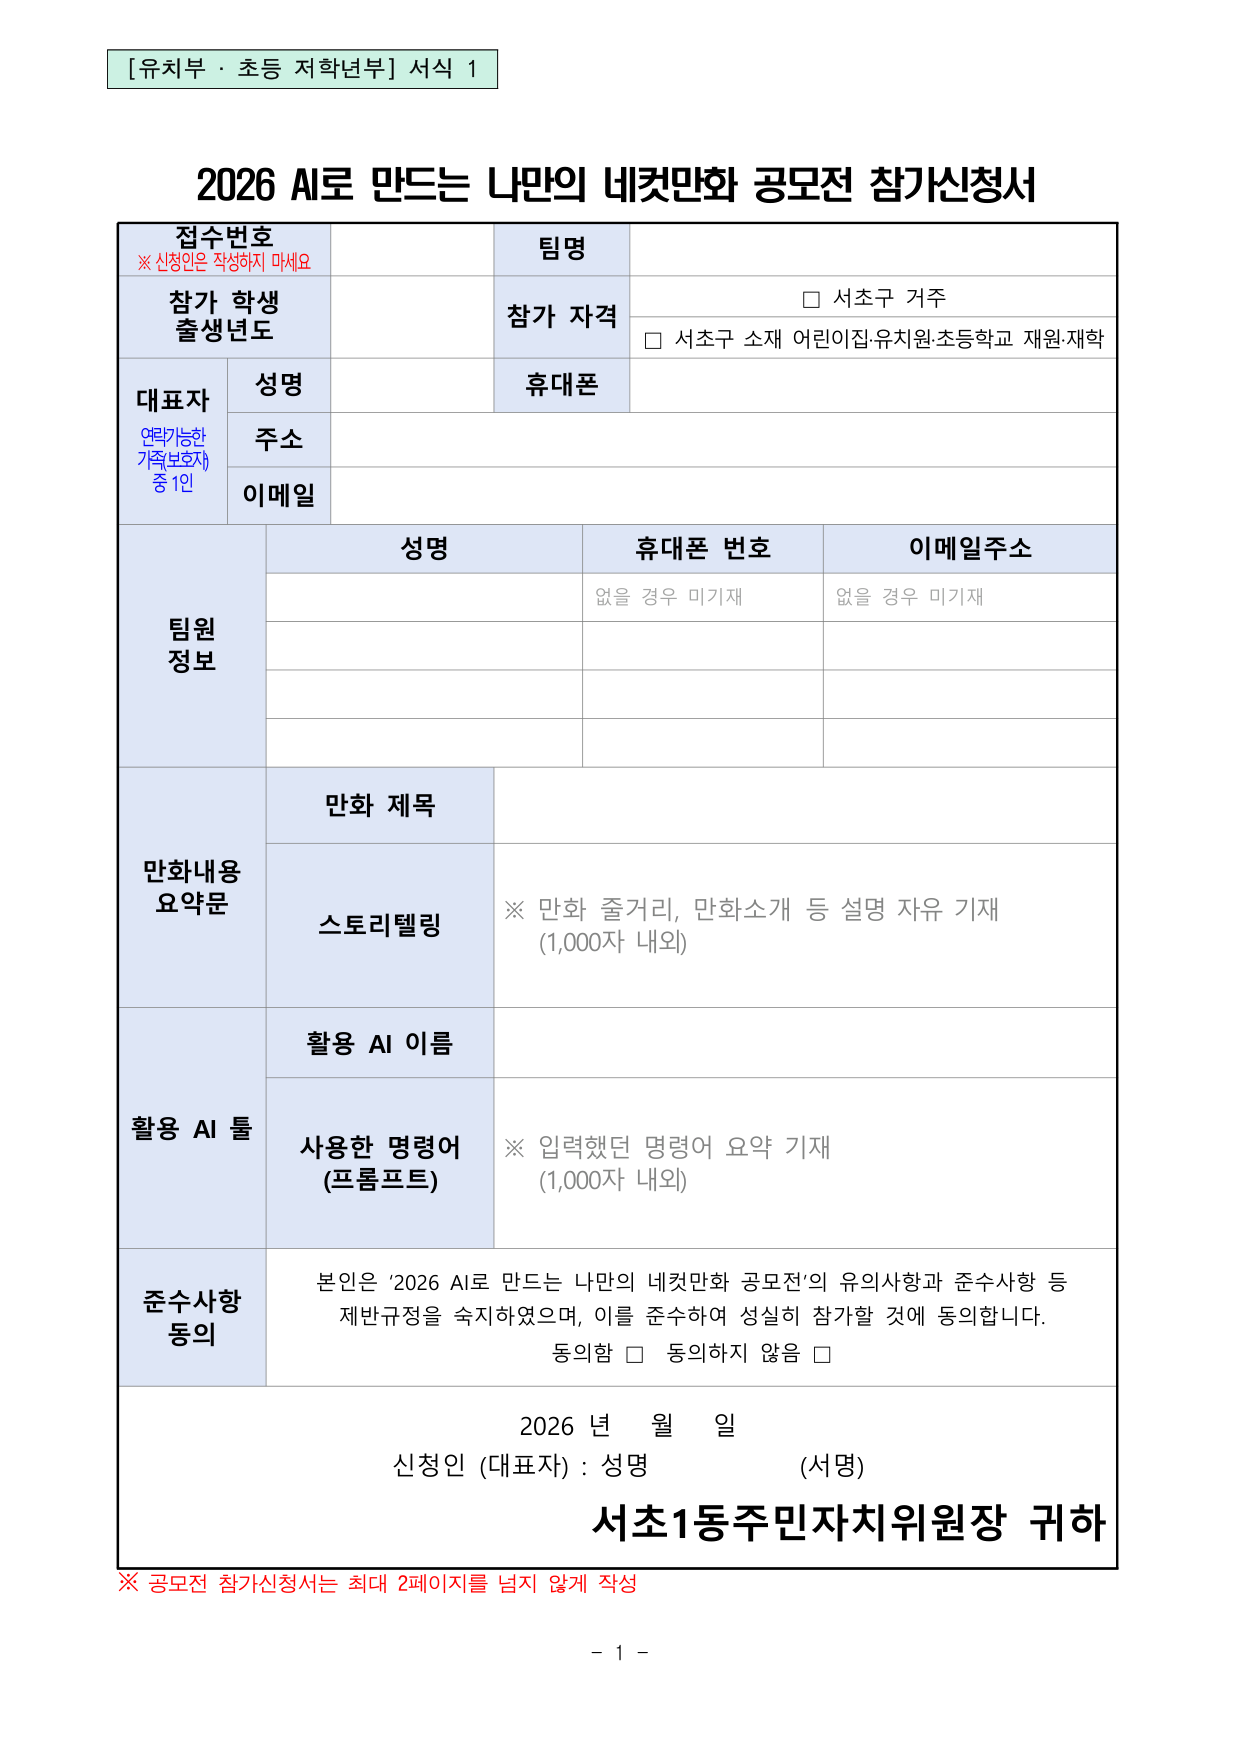 [유치부 · 초등 저학년부] 서식 1
2026 AI로 만드는 나만의 네컷만화 공모전 참가신청서
접수번호
※ 신청인은 작성하지 마세요
팀명
참가 학생
출생년도
참가 자격
□ 서초구 거주
□ 서초구 소재 어린이집·유치원·초등학교 재원·재학
대표자
연락가능한
가족(보호자)
중 1인
성명
휴대폰
주소
이메일
팀원
정보
성명
휴대폰 번호
이메일주소
없을 경우 미기재
없을 경우 미기재
만화내용
요약문
만화 제목
스토리텔링
※ 만화 줄거리, 만화소개 등 설명 자유 기재
(1,000자 내외)
활용 AI 툴
활용 AI 이름
사용한 명령어
(프롬프트)
※ 입력했던 명령어 요약 기재
(1,000자 내외)
준수사항
동의
본인은 ‘2026 AI로 만드는 나만의 네컷만화 공모전’의 유의사항과 준수사항 등
제반규정을 숙지하였으며, 이를 준수하여 성실히 참가할 것에 동의합니다.
동의함 □ 동의하지 않음 □
2026 년 월 일
신청인 (대표자) : 성명 (서명)
서초1동주민자치위원장 귀하
※ 공모전 참가신청서는 최대 2페이지를 넘지 않게 작성
- 1 -